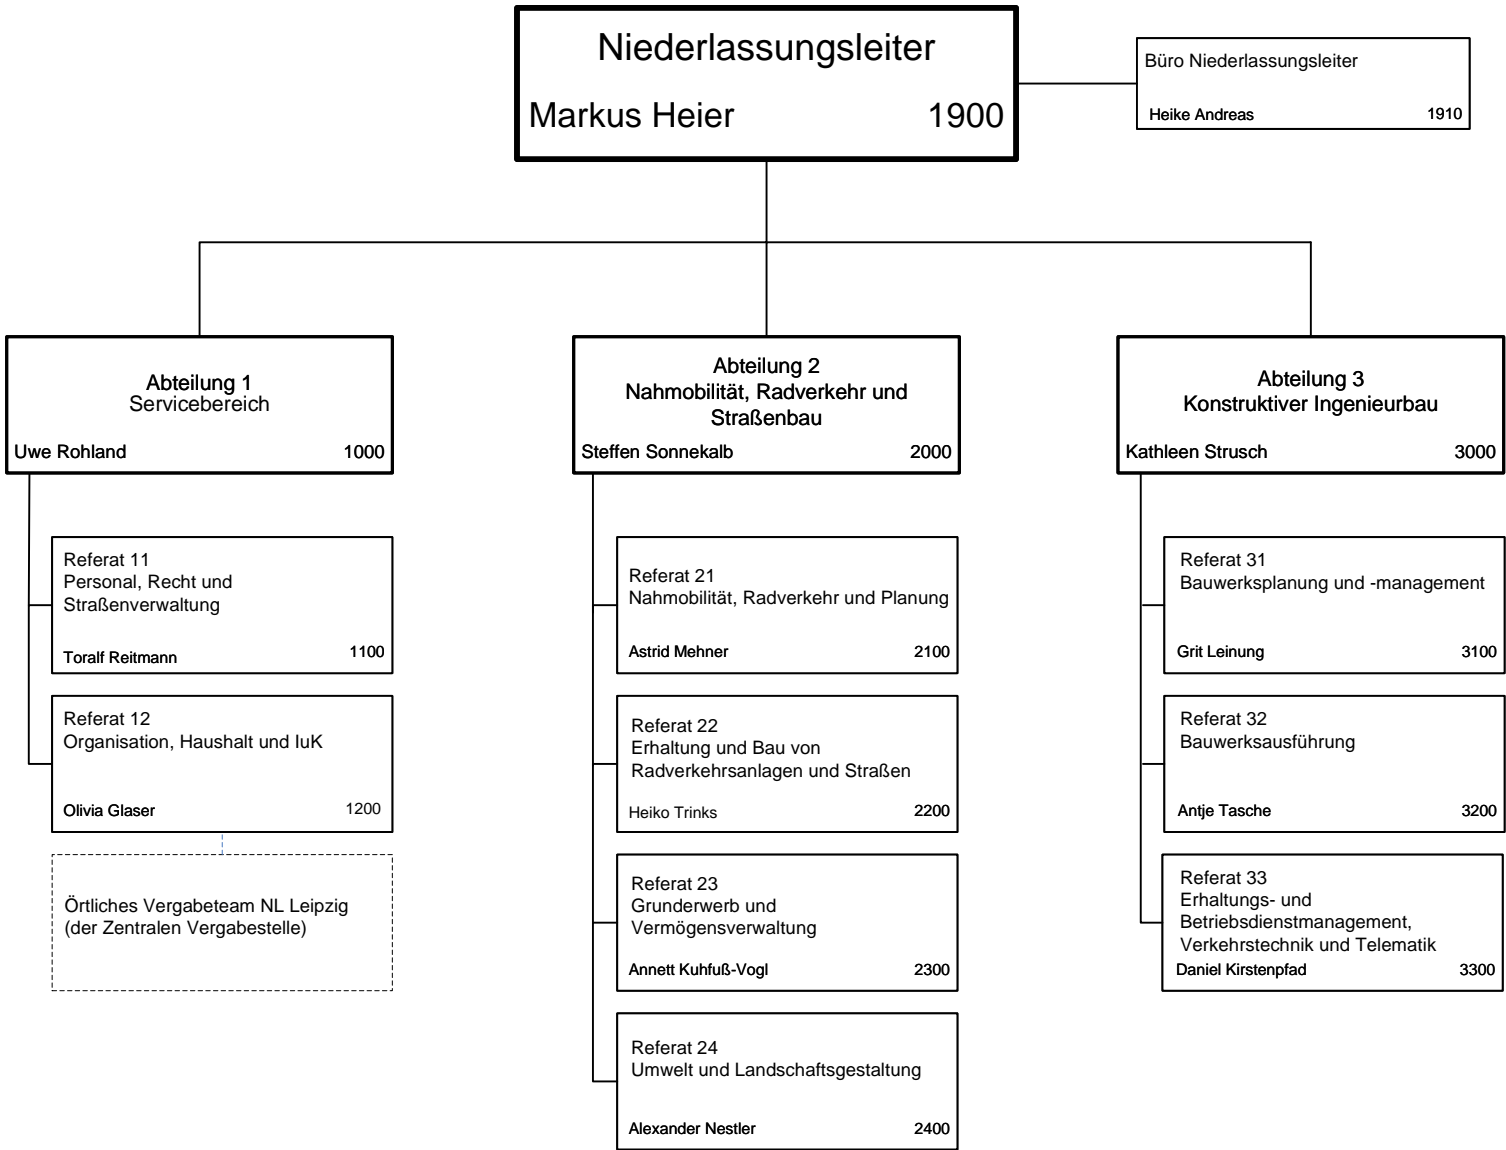 Niederlassungsleiter
Markus Heier 1900
Büro Niederlassungsleiter
Heike Andreas 1910
Abteilung 1
Servicebereich
Uwe Rohland 1000
Referat 11
Personal, Recht und
Straßenverwaltung
Toralf Reitmann 1100
Referat 12
Organisation, Haushalt und IuK
Olivia Glaser 1200
Örtliches Vergabeteam NL Leipzig
(der Zentralen Vergabestelle)
Abteilung 2
Nahmobilität, Radverkehr und
Straßenbau
Steffen Sonnekalb 2000
Referat 21
Nahmobilität, Radverkehr und Planung
Astrid Mehner 2100
Referat 22
Erhaltung und Bau von
Radverkehrsanlagen und Straßen
Heiko Trinks 2200
Referat 23
Grunderwerb und
Vermögensverwaltung
Annett Kuhfuß-Vogl 2300
Referat 24
Umwelt und Landschaftsgestaltung
Alexander Nestler 2400
Abteilung 3
Konstruktiver Ingenieurbau
Kathleen Strusch 3000
Referat 31
Bauwerksplanung und -management
Grit Leinung 3100
Referat 32
Bauwerksausführung
Antje Tasche 3200
Referat 33
Erhaltungs- und
Betriebsdienstmanagement,
Verkehrstechnik und Telematik
Daniel Kirstenpfad 3300